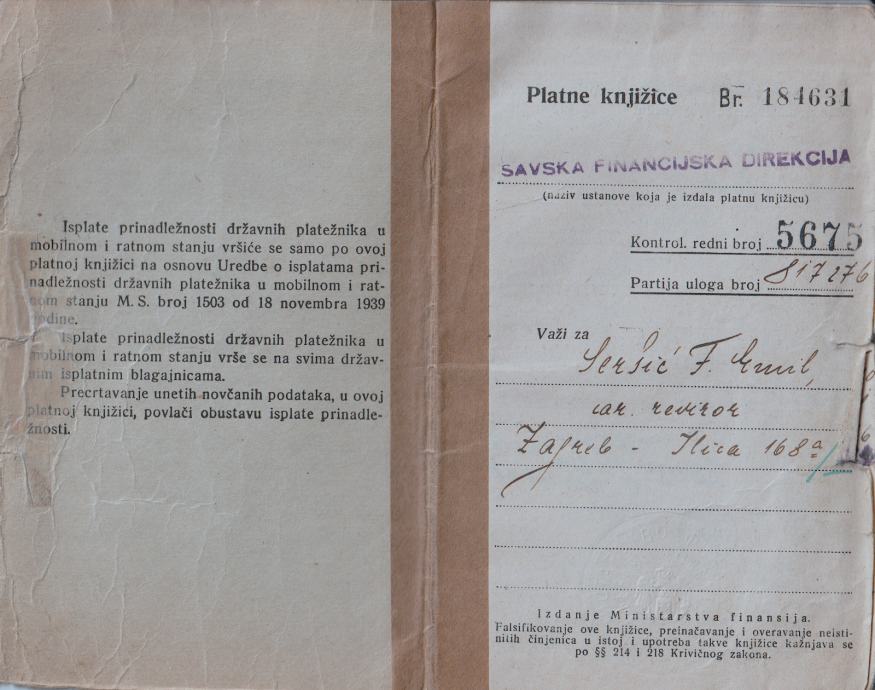 Isplate prinadležnosti državnih platežnika u
mobilnom i ratnom stanju vršiće se samo po ovoj
platnoj knjižici na osnovu Uredbe o isplatama pri-
nadležnosti državnih platežnika u mobilnom i rat-
nom stanju M. S. broj 1503 od 18 novembra 1939
godine.
Isplate prinadležnosti državnih platežnika u
mobilnom i ratnom stanju vrše se na svima držav-
nim isplatnim blagajnicama.
Precrtavanje unetih novčanih podataka, u ovoj
platnoj knjižici, povlači obustavu isplate prinadle-
žnosti.
Platne knjižice Br. 184631
SAVSKA FINANCIJSKA DIREKCIJA
(naziv ustanove koja je izdala platnu knjižicu)
Kontrol. redni broj 5675
Partija uloga broj 817276
Važi za
Seršić F. Emil,
car. revizor
Zagreb - Ilica 168a
Izdanje Ministarstva finansija.
Falsifikovanje ove knjižice, preinačavanje i overavanje neisti-
nitih činjenica u istoj i upotreba takve knjižice kažnjava se
po §§ 214 i 218 Krivičnog zakona.